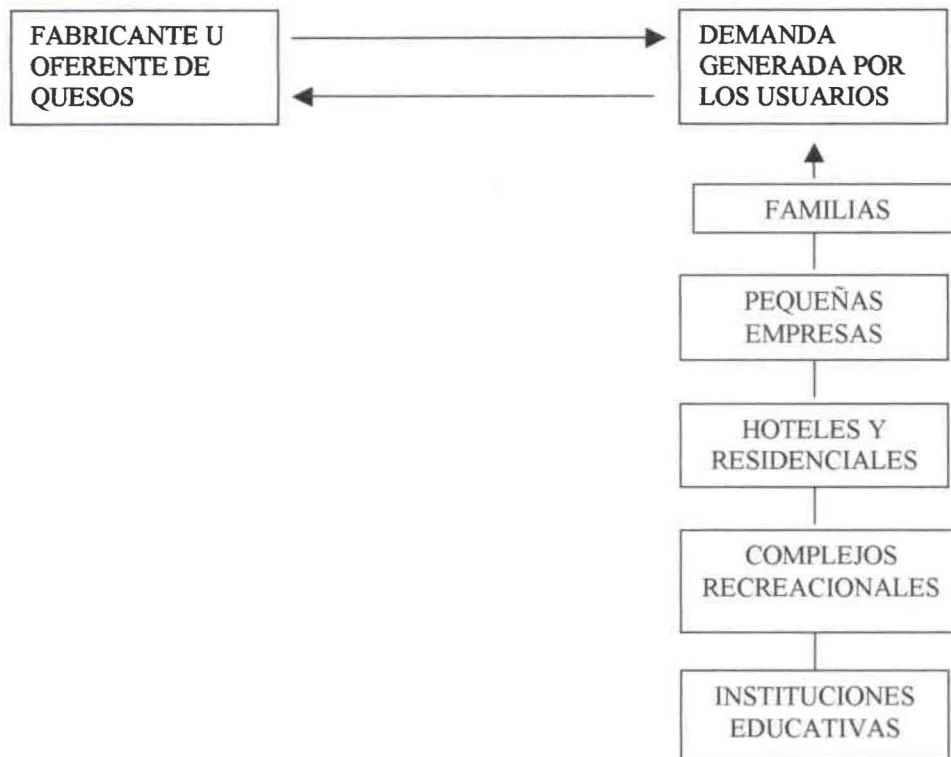 FABRICANTE U
OFERENTE DE
QUESOS
DEMANDA
GENERADA POR
LOS USUARIOS
FAMILIAS
PEQUEÑAS
EMPRESAS
HOTELES Y
RESIDENCIALES
COMPLEJOS
RECREACIONALES
INSTITUCIONES
EDUCATIVAS